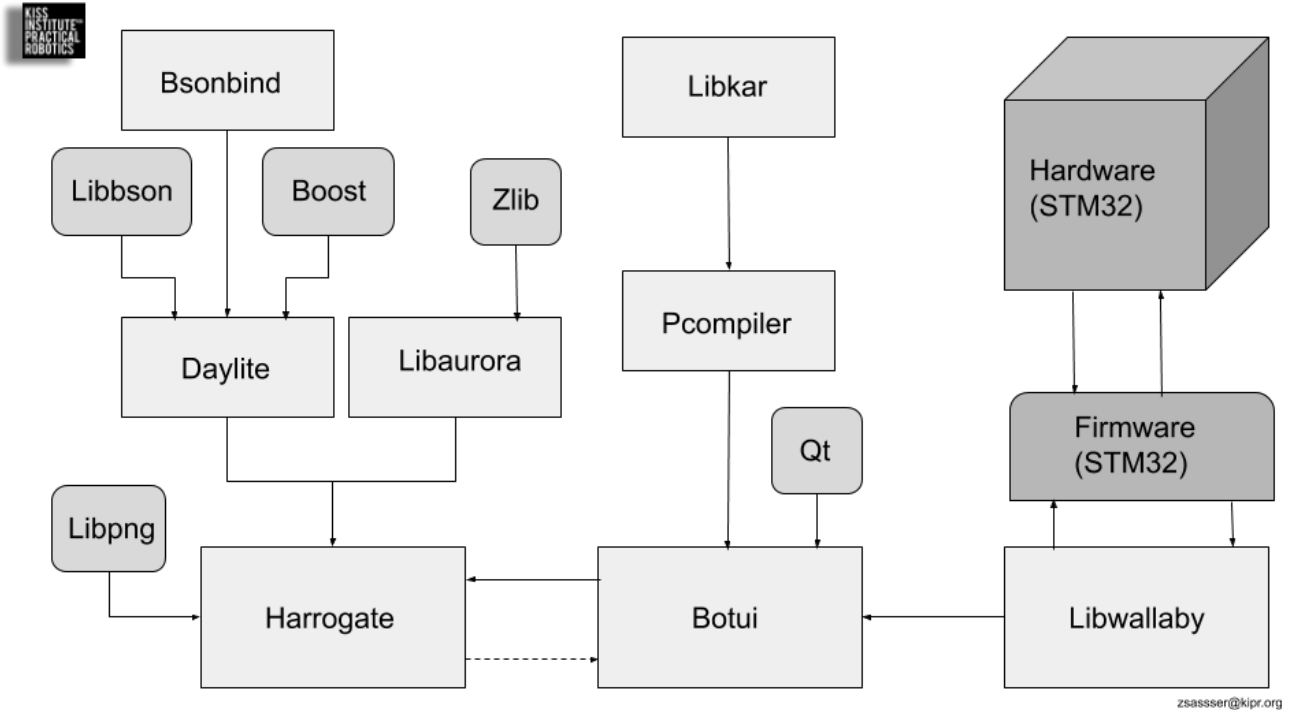 KISS
INSTITUTE FOR
PRACTICAL
ROBOTICS
Bsonbind
Libkar
Hardware
(STM32)
Libbson
Boost
Zlib
Daylite
Libaurora
Pcompiler
Qt
Firmware
(STM32)
Libpng
Harrogate
Botui
Libwallaby
zsassser@kipr.org